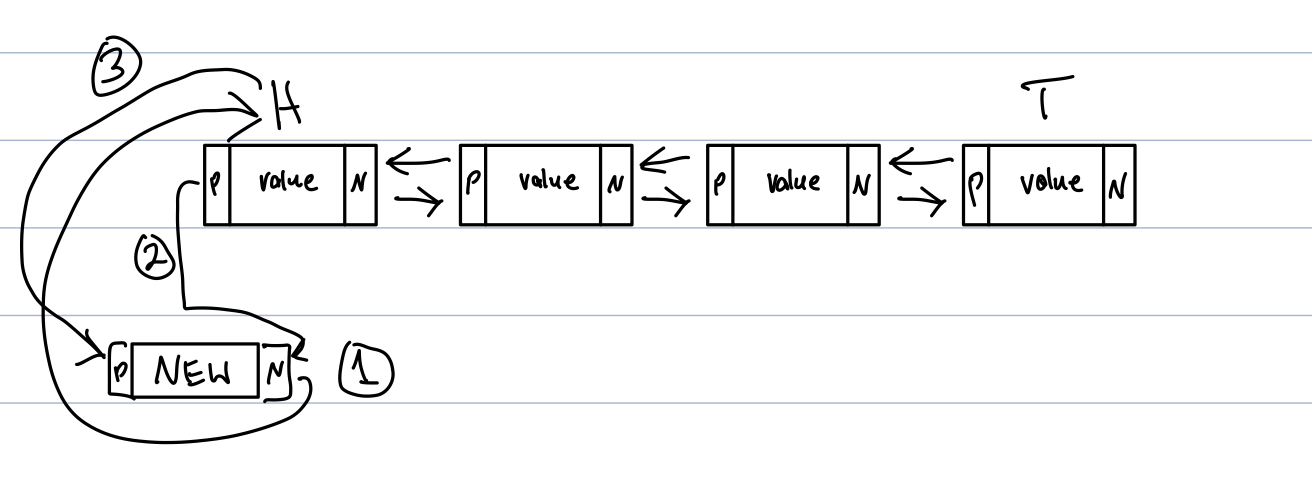 3
H T
P value N P value N P value N P value N
2
P NEW N 1